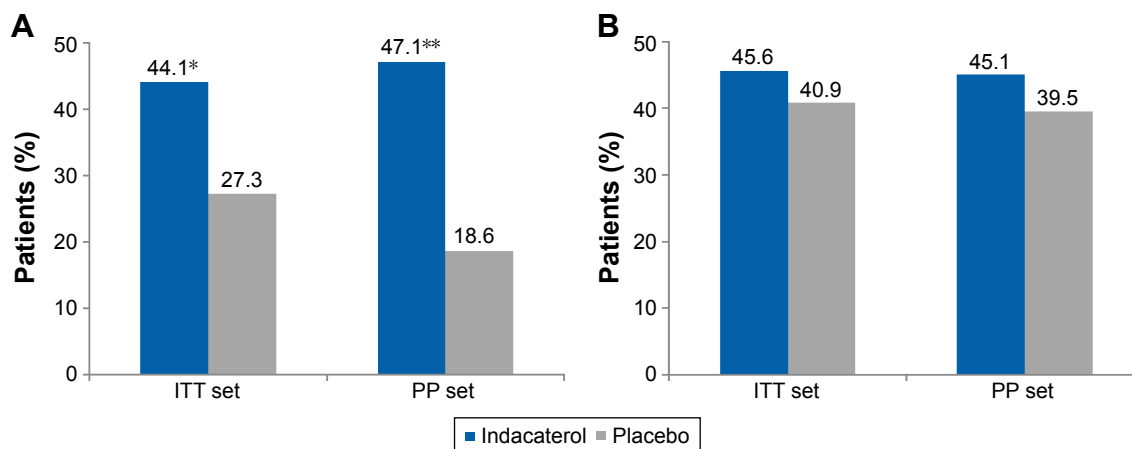 A
Patients (%)
50
40
30
20
10
0
44.1*
27.3
47.1**
18.6
ITT set
PP set
B
Patients (%)
50
40
30
20
10
0
45.6
40.9
45.1
39.5
ITT set
PP set
Indacaterol
Placebo